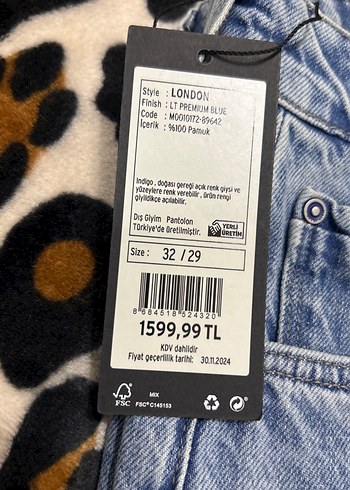 Style : LONDON
Finish : LT PREMIUM BLUE
Code : M0010172-89642
İçerik : %100 Pamuk
Indigo , doğası gereği açık renk giysi ve
yüzeylere renk verebilir , ürün rengi
giyildikçe açılabilir.
Dış Giyim Pantolon
Türkiye'de üretilmiştir.
YERLİ
ÜRETİM
Size : 32 / 29
8 684518 524320
1599,99 TL
KDV dahildir
Fiyat geçerlilik tarihi: 30.11.2024
FSC
MIX
FSC® C145153